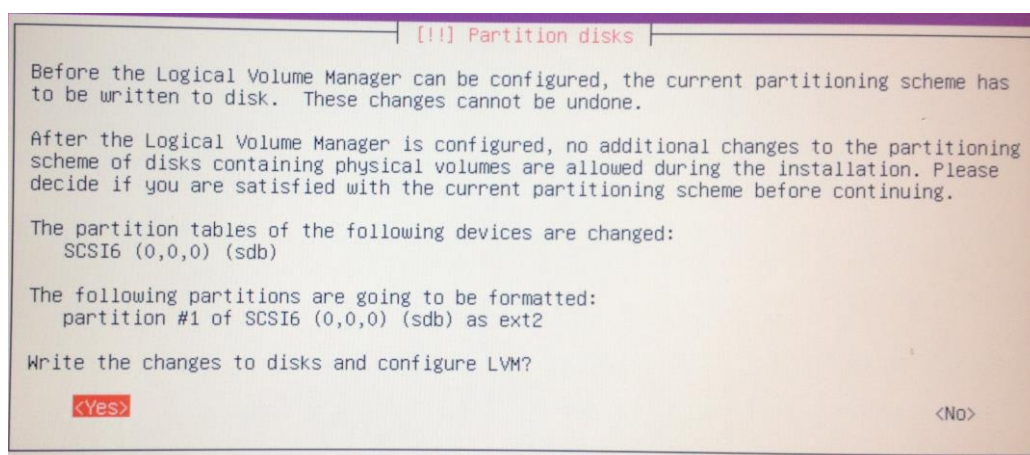 [!!] Partition disks
Before the Logical Volume Manager can be configured, the current partitioning scheme has
to be written to disk.  These changes cannot be undone.
After the Logical Volume Manager is configured, no additional changes to the partitioning
scheme of disks containing physical volumes are allowed during the installation. Please
decide if you are satisfied with the current partitioning scheme before continuing.
The partition tables of the following devices are changed:
SCSI6 (0,0,0) (sdb)
The following partitions are going to be formatted:
partition #1 of SCSI6 (0,0,0) (sdb) as ext2
Write the changes to disks and configure LVM?
<Yes> <No>